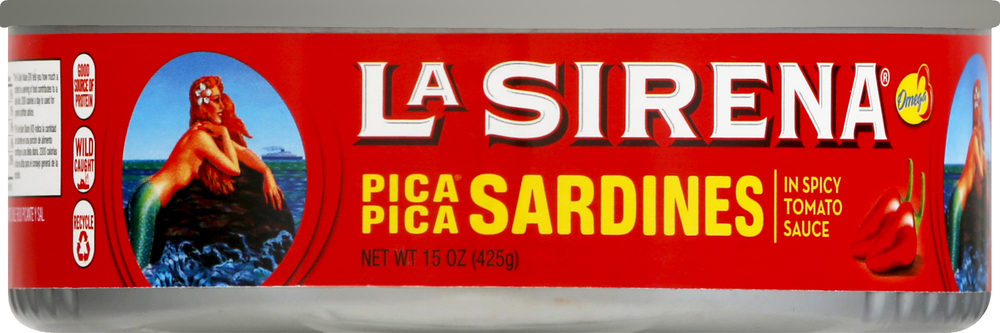 GOOD
SOURCE OF
PROTEIN
WILD
CAUGHT
RECYCLE
LA SIRENA®
Omega
PICA
PICA
SARDINES
IN SPICY
TOMATO
SAUCE
NET WT 15 OZ (425g)